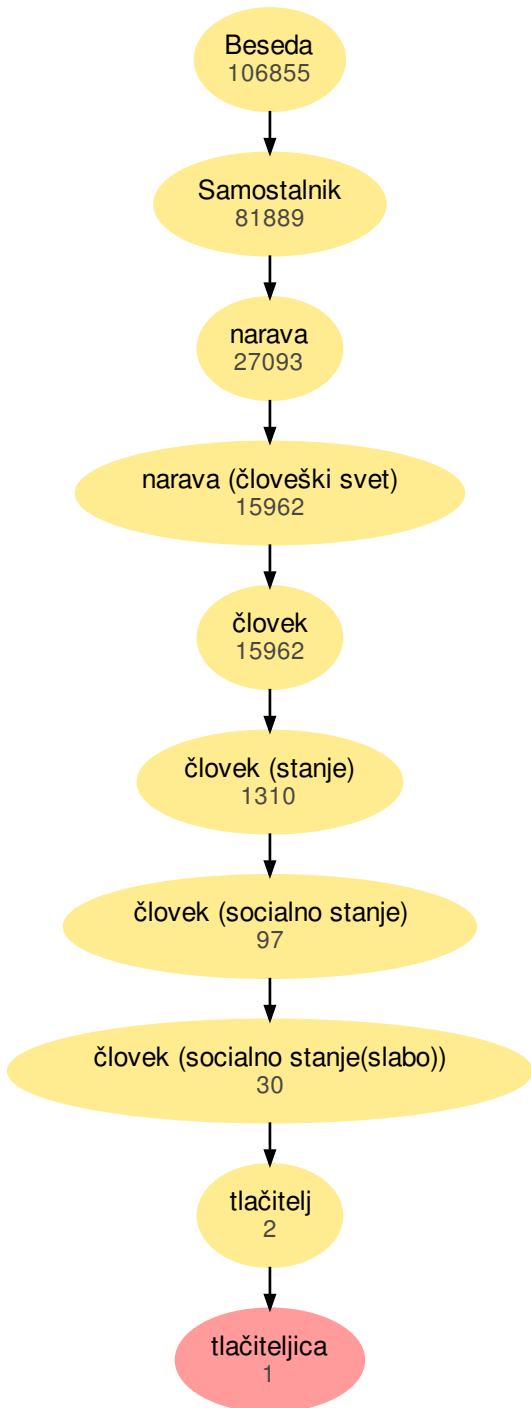 Beseda
106855
Samostalnik
81889
narava
27093
narava (človeški svet)
15962
človek
15962
človek (stanje)
1310
človek (socialno stanje)
97
človek (socialno stanje(slabo))
30
tlačitelj
2
tlačiteljica
1